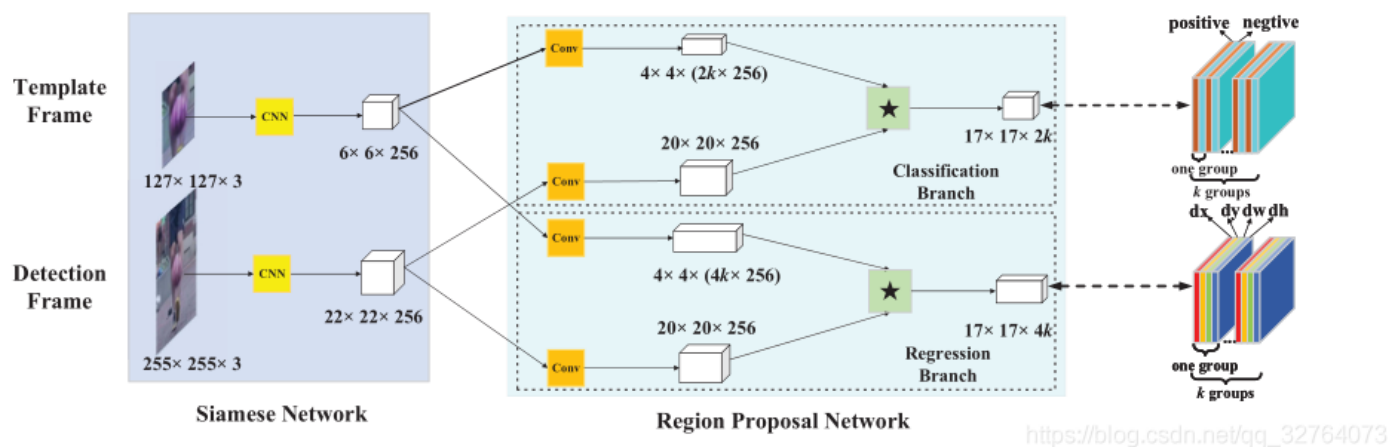 Template
Frame
127× 127× 3
CNN
6× 6× 256
Detection
Frame
255× 255× 3
CNN
22× 22× 256
Siamese Network
Conv
4× 4× (2k× 256)
★
17× 17× 2k
20× 20× 256
Conv
Classification
Branch
Conv
4× 4× (4k× 256)
★
17× 17× 4k
20× 20× 256
Conv
Regression
Branch
Region Proposal Network
positive negtive
one group
...
k groups
dx dy dw dh
one group
...
k groups
https://blog.csdn.net/qq_32764073